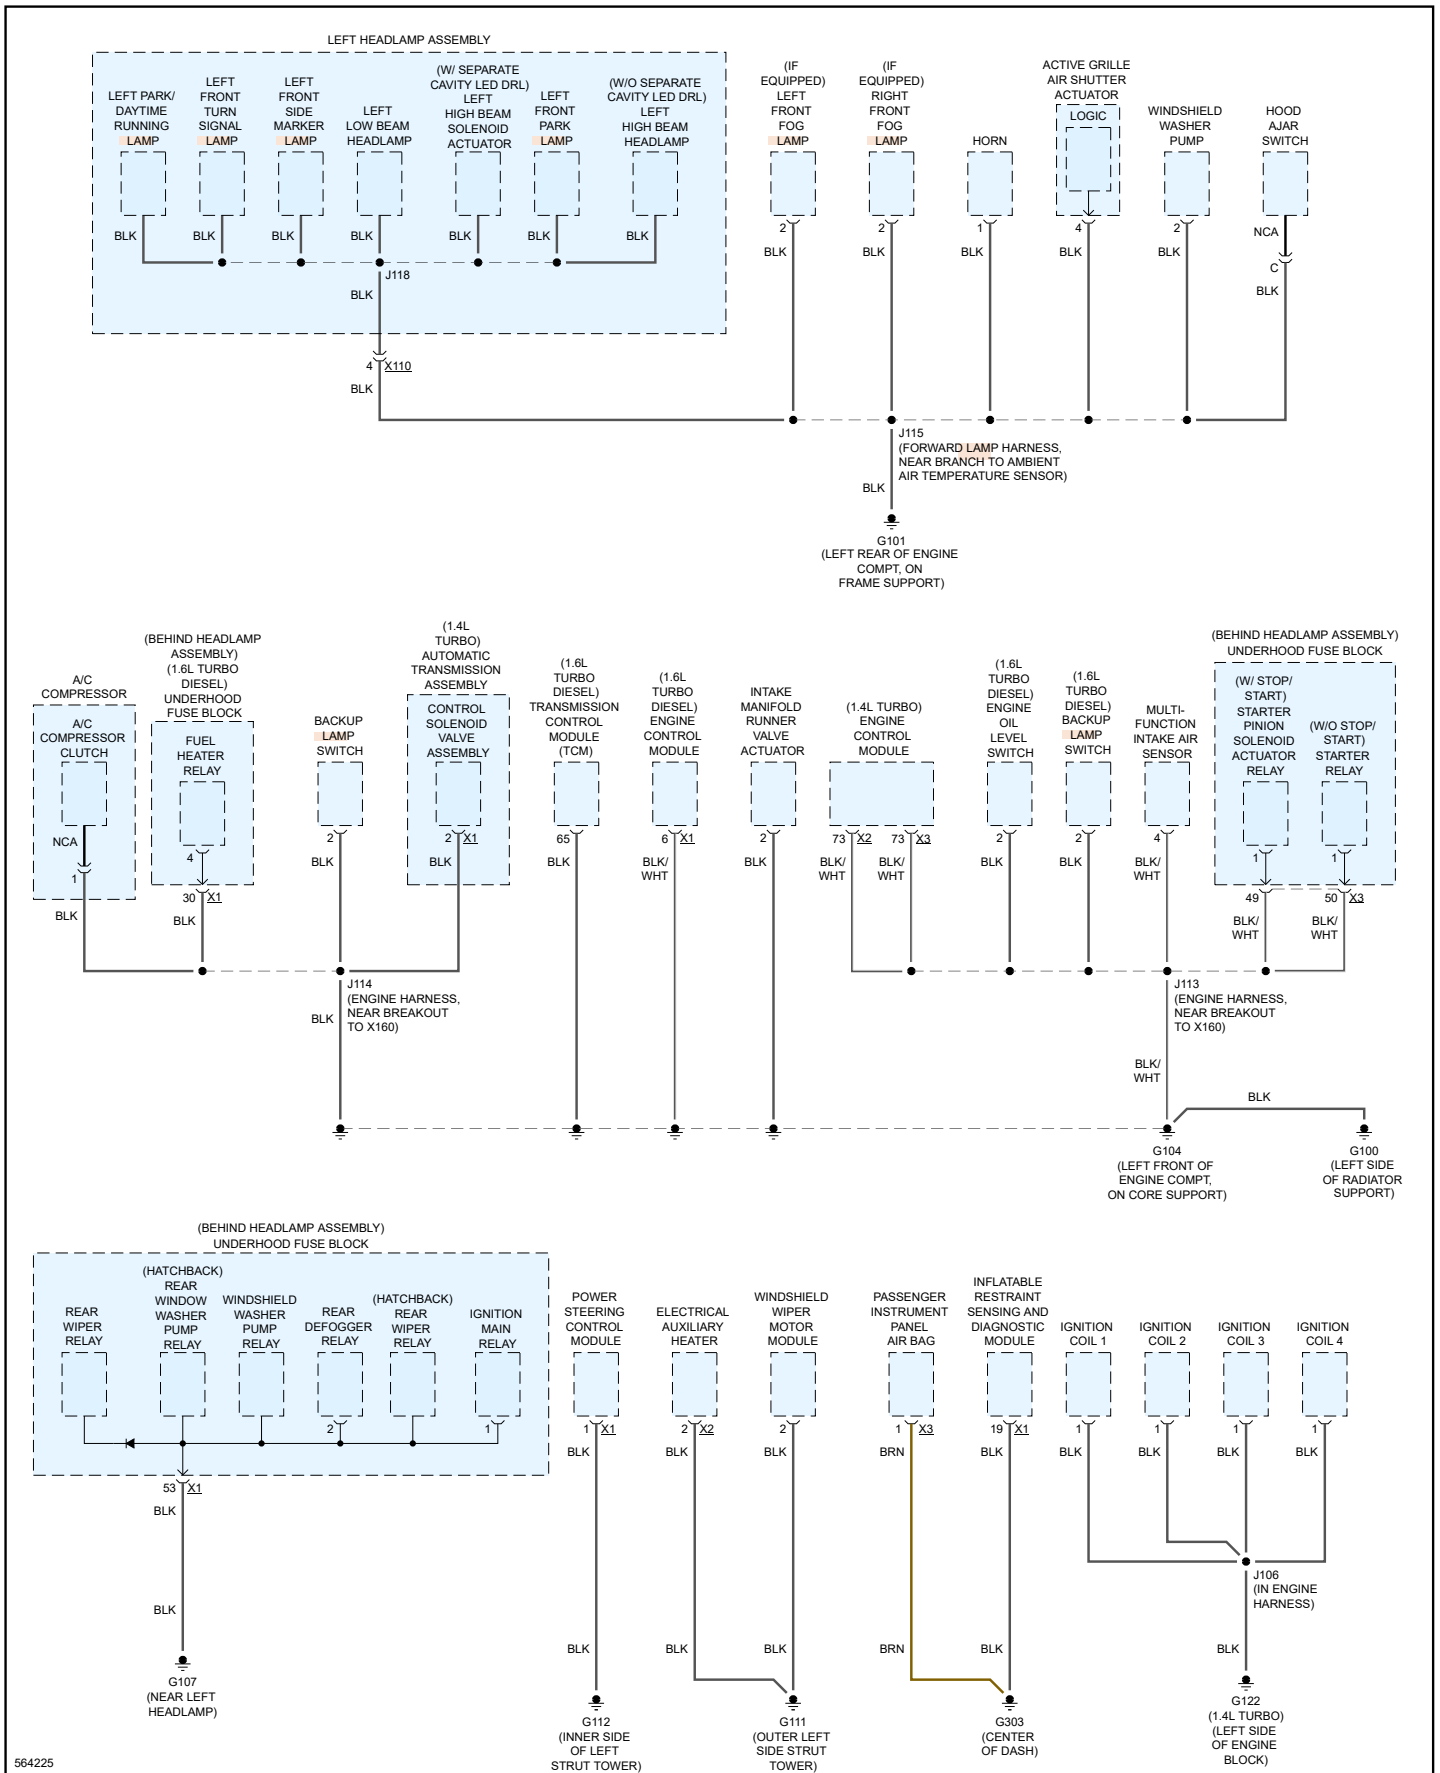 LEFT HEADLAMP ASSEMBLY
LEFT PARK/
DAYTIME
RUNNING
LAMP
LEFT
FRONT
TURN
SIGNAL
LAMP
LEFT
FRONT
SIDE
MARKER
LAMP
LEFT
LOW BEAM
HEADLAMP
(W/ SEPARATE
CAVITY LED DRL)
LEFT
HIGH BEAM
SOLENOID
ACTUATOR
LEFT
FRONT
PARK
LAMP
(W/O SEPARATE
CAVITY LED DRL)
LEFT
HIGH BEAM
HEADLAMP
(IF
EQUIPPED)
LEFT
FRONT
FOG
LAMP
(IF
EQUIPPED)
RIGHT
FRONT
FOG
LAMP
HORN
ACTIVE GRILLE
AIR SHUTTER
ACTUATOR
LOGIC
WINDSHIELD
WASHER
PUMP
HOOD
AJAR
SWITCH
BLK
BLK
BLK
BLK
BLK
BLK
BLK
2
2
1
4
2
NCA
BLK
BLK
BLK
BLK
BLK
C
BLK
J118
BLK
4 X110
BLK
J115
(FORWARD LAMP HARNESS,
NEAR BRANCH TO AMBIENT
AIR TEMPERATURE SENSOR)
BLK
G101
(LEFT REAR OF ENGINE
COMPT, ON
FRAME SUPPORT)
A/C
COMPRESSOR
A/C
COMPRESSOR
CLUTCH
(BEHIND HEADLAMP
ASSEMBLY)
(1.6L TURBO
DIESEL)
UNDERHOOD
FUSE BLOCK
FUEL
HEATER
RELAY
BACKUP
LAMP
SWITCH
(1.4L
TURBO)
AUTOMATIC
TRANSMISSION
ASSEMBLY
CONTROL
SOLENOID
VALVE
ASSEMBLY
(1.6L
TURBO
DIESEL)
TRANSMISSION
CONTROL
MODULE
(TCM)
(1.6L
TURBO
DIESEL)
ENGINE
CONTROL
MODULE
INTAKE
MANIFOLD
RUNNER
VALVE
ACTUATOR
(1.4L TURBO)
ENGINE
CONTROL
MODULE
(1.6L
TURBO
DIESEL)
ENGINE
OIL
LEVEL
SWITCH
(1.6L
TURBO
DIESEL)
BACKUP
LAMP
SWITCH
MULTI-
FUNCTION
INTAKE AIR
SENSOR
(BEHIND HEADLAMP ASSEMBLY)
UNDERHOOD FUSE BLOCK
(W/ STOP/
START)
STARTER
PINION
SOLENOID
ACTUATOR
RELAY
(W/O STOP/
START)
STARTER
RELAY
NCA
1
BLK
4
30 X1
BLK
2
BLK
2 X1
BLK
65
BLK
6 X1
BLK/
WHT
2
BLK
73 X2
BLK/
WHT
73 X3
BLK/
WHT
2
BLK
2
BLK
4
BLK/
WHT
1
1
49
50 X3
BLK/
WHT
BLK/
WHT
J114
(ENGINE HARNESS,
NEAR BREAKOUT
TO X160)
BLK
J113
(ENGINE HARNESS,
NEAR BREAKOUT
TO X160)
BLK/
WHT
BLK
G104
(LEFT FRONT OF
ENGINE COMPT,
ON CORE SUPPORT)
G100
(LEFT SIDE
OF RADIATOR
SUPPORT)
(BEHIND HEADLAMP ASSEMBLY)
UNDERHOOD FUSE BLOCK
REAR
WIPER
RELAY
(HATCHBACK)
REAR
WINDOW
WASHER
PUMP
RELAY
WINDSHIELD
WASHER
PUMP
RELAY
REAR
DEFOGGER
RELAY
(HATCHBACK)
REAR
WIPER
RELAY
IGNITION
MAIN
RELAY
POWER
STEERING
CONTROL
MODULE
ELECTRICAL
AUXILIARY
HEATER
WINDSHIELD
WIPER
MOTOR
MODULE
PASSENGER
INSTRUMENT
PANEL
AIR BAG
INFLATABLE
RESTRAINT
SENSING AND
DIAGNOSTIC
MODULE
IGNITION
COIL 1
IGNITION
COIL 2
IGNITION
COIL 3
IGNITION
COIL 4
2
1
1 X1
2 X2
2
1 X3
19 X1
1
1
1
1
BLK
BLK
BLK
BRN
BLK
BLK
BLK
BLK
BLK
53 X1
BLK
BLK
G107
(NEAR LEFT
HEADLAMP)
BLK
BLK
BLK
BRN
BLK
J106
(IN ENGINE
HARNESS)
BLK
G112
(INNER SIDE
OF LEFT
STRUT TOWER)
G111
(OUTER LEFT
SIDE STRUT
TOWER)
G303
(CENTER
OF DASH)
G122
(1.4L TURBO)
(LEFT SIDE
OF ENGINE
BLOCK)
564225